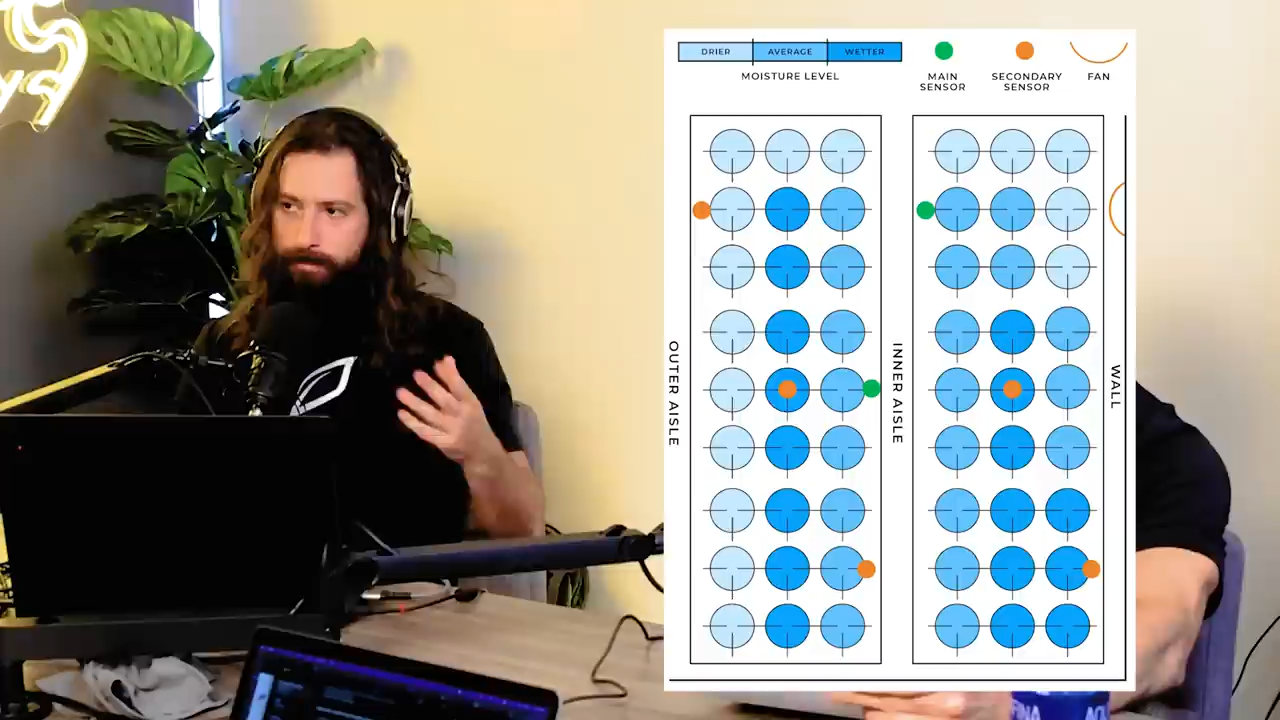 DRIER AVERAGE WETTER
MOISTURE LEVEL
MAIN
SENSOR
SECONDARY
SENSOR
FAN
OUTER AISLE
INNER AISLE
WALL